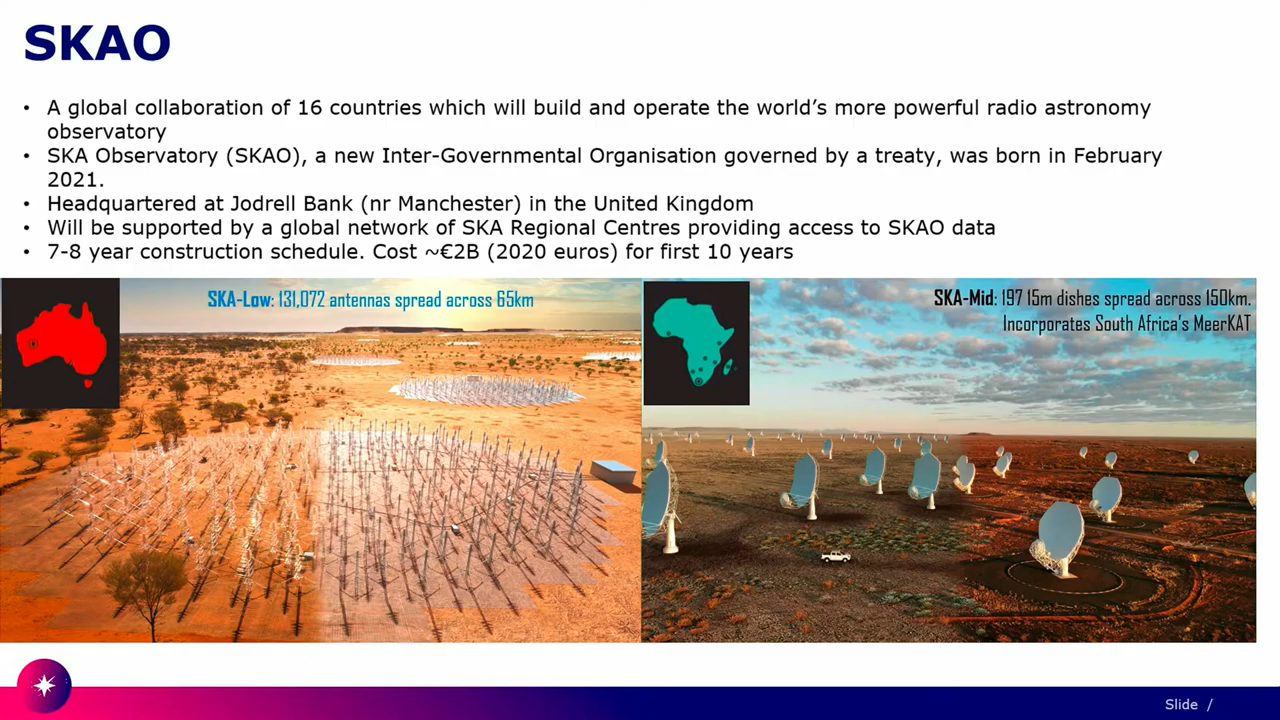 SKAO
• A global collaboration of 16 countries which will build and operate the world's more powerful radio astronomy
observatory
• SKA Observatory (SKAO), a new Inter-Governmental Organisation governed by a treaty, was born in February
2021.
• Headquartered at Jodrell Bank (nr Manchester) in the United Kingdom
• Will be supported by a global network of SKA Regional Centres providing access to SKAO data
• 7-8 year construction schedule. Cost ~€2B (2020 euros) for first 10 years
SKA-Low: 131,072 antennas spread across 65km
SKA-Mid: 197 15m dishes spread across 150km.
Incorporates South Africa's MeerKAT
Slide /